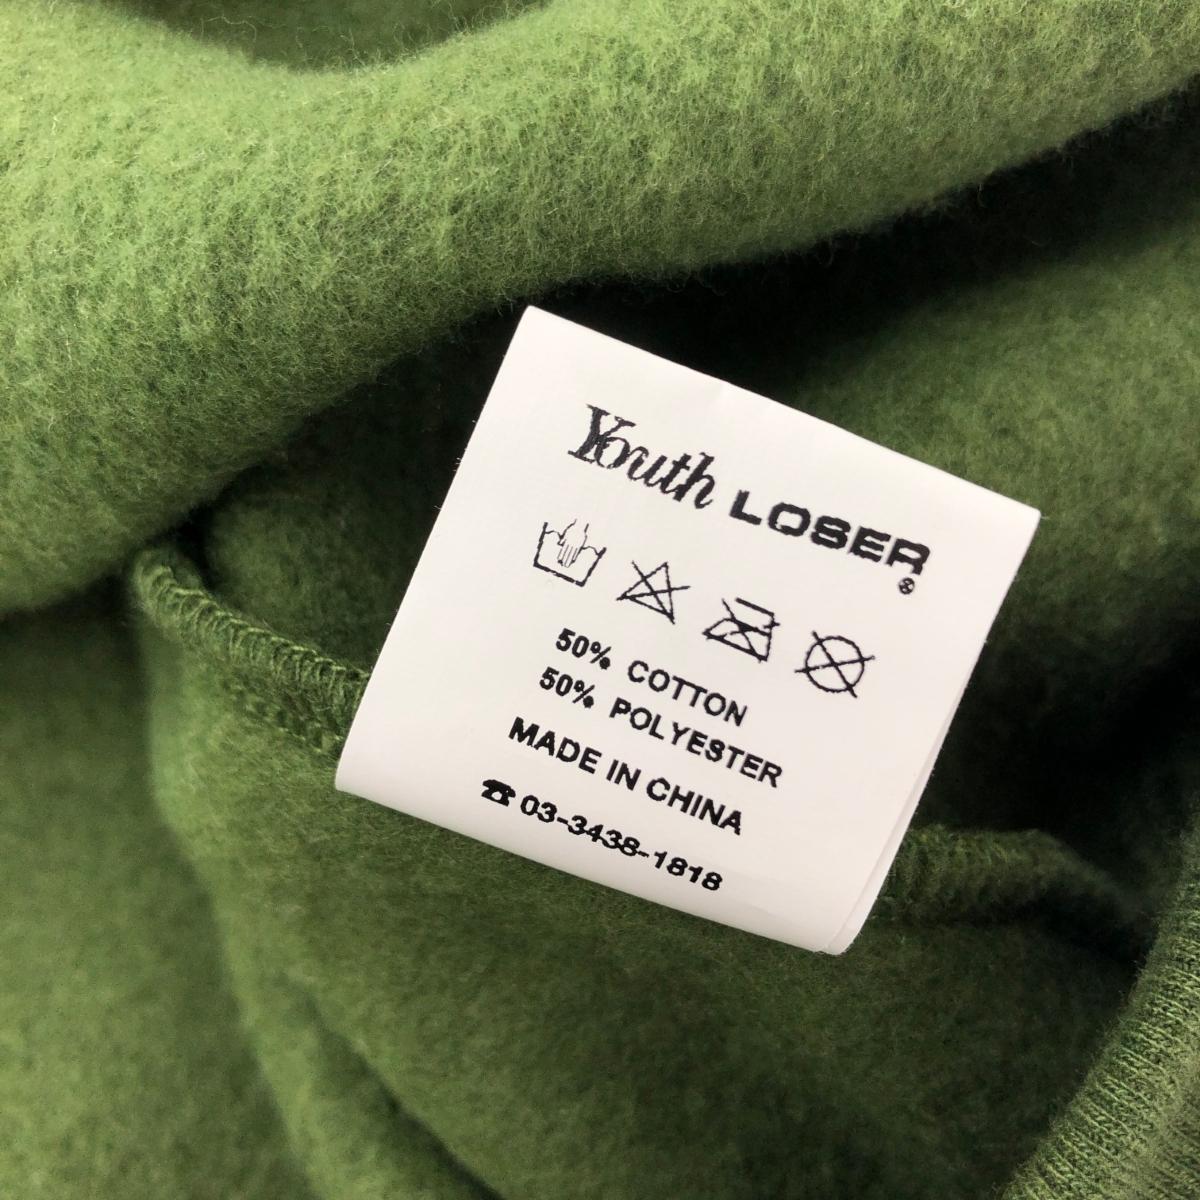 Youth LOSER
®
50% COTTON
50% POLYESTER
MADE IN CHINA
☎ 03-3438-1818